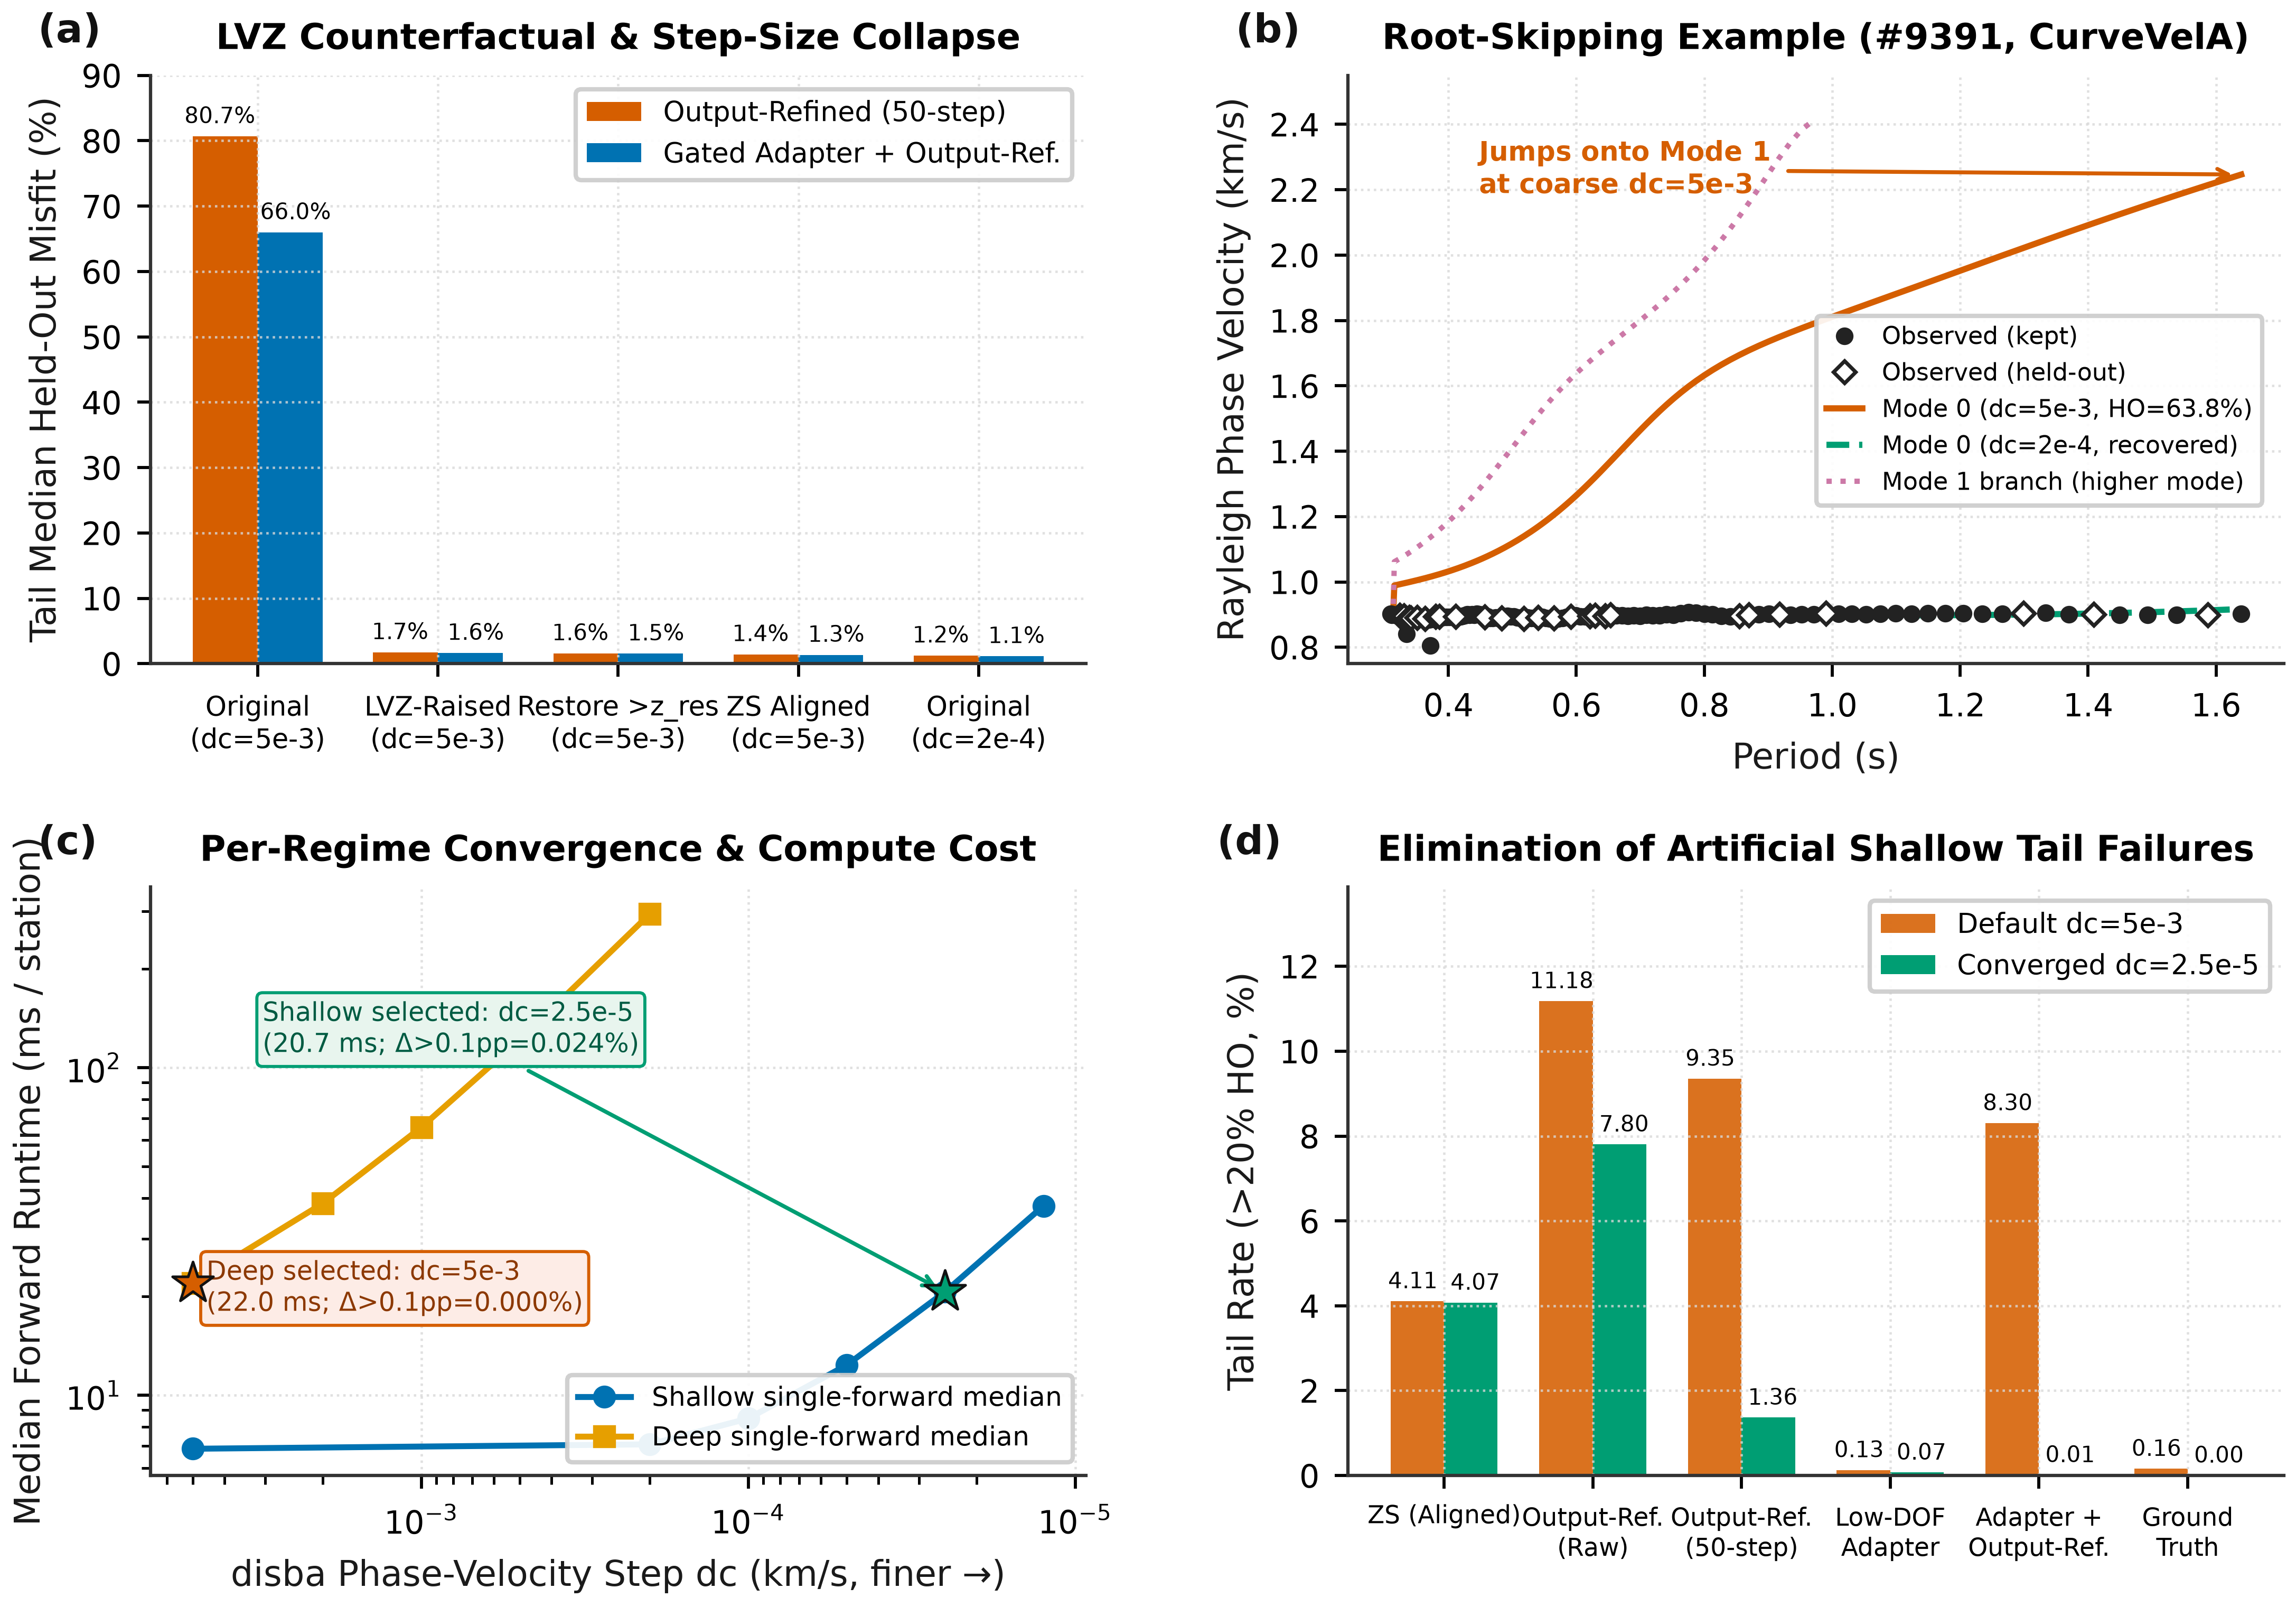 (a)
LVZ Counterfactual & Step-Size Collapse
Tail Median Held-Out Misfit (%)
90
80
70
60
50
40
30
20
10
0
80.7%
66.0%
1.7%
1.6%
1.6%
1.5%
1.4%
1.3%
1.2%
1.1%
Output-Refined (50-step)
Gated Adapter + Output-Ref.
Original
(dc=5e-3)
LVZ-Raised
(dc=5e-3)
Restore >z_res
(dc=5e-3)
ZS Aligned
(dc=5e-3)
Original
(dc=2e-4)
(b)
Root-Skipping Example (#9391, CurveVelA)
Rayleigh Phase Velocity (km/s)
2.4
2.2
2.0
1.8
1.6
1.4
1.2
1.0
0.8
Jumps onto Mode 1
at coarse dc=5e-3
Observed (kept)
Observed (held-out)
Mode 0 (dc=5e-3, HO=63.8%)
Mode 0 (dc=2e-4, recovered)
Mode 1 branch (higher mode)
0.4
0.6
0.8
1.0
1.2
1.4
1.6
Period (s)
(c)
Per-Regime Convergence & Compute Cost
Median Forward Runtime (ms / station)
10²
10¹
Shallow selected: dc=2.5e-5
(20.7 ms; Δ>0.1pp=0.024%)
Deep selected: dc=5e-3
(22.0 ms; Δ>0.1pp=0.000%)
Shallow single-forward median
Deep single-forward median
10⁻³
10⁻⁴
10⁻⁵
disba Phase-Velocity Step dc (km/s, finer →)
(d)
Elimination of Artificial Shallow Tail Failures
Tail Rate (>20% HO, %)
12
10
8
6
4
2
0
Default dc=5e-3
Converged dc=2.5e-5
4.11
4.07
11.18
7.80
9.35
1.36
0.13
0.07
8.30
0.01
0.16
0.00
ZS (Aligned)
Output-Ref.
(Raw)
Output-Ref.
(50-step)
Low-DOF
Adapter
Adapter +
Output-Ref.
Ground
Truth